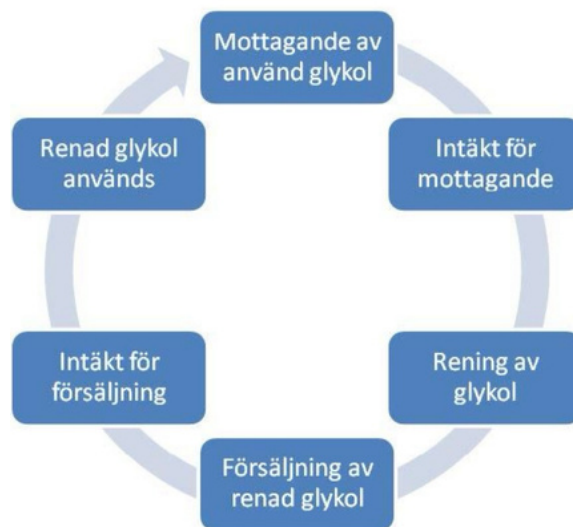 Mottagande av
använd glykol
Intäkt för
mottagande
Rening av
glykol
Försäljning av
renad glykol
Intäkt för
försäljning
Renad glykol
används